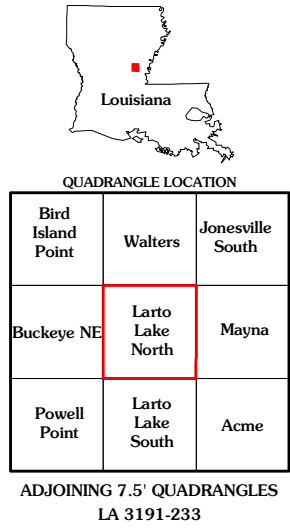 Louisiana
QUADRANGLE LOCATION
Bird
Island
Point
Walters
Jonesville
South
Buckeye NE
Larto
Lake
North
Mayna
Powell
Point
Larto
Lake
South
Acme
ADJOINING 7.5' QUADRANGLES
LA 3191-233